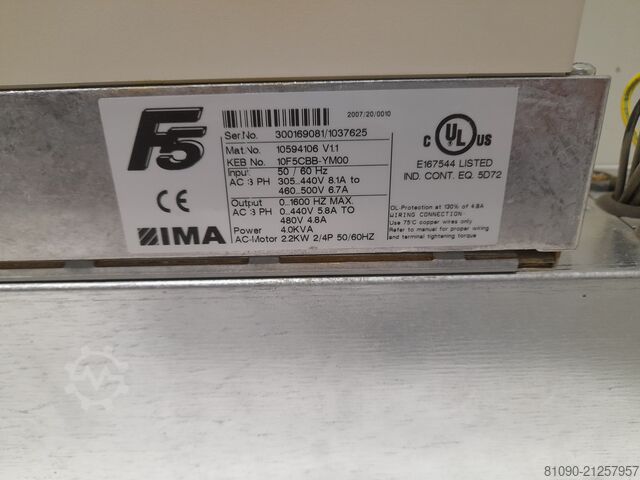 F5
2007/20/0010
Ser.No. 300169081/1037625
Mat.No. 10594106 V1.1
KEB No. 10F5CBB-YM00
Input 50 / 60 Hz
AC 3 PH 305..440V 8.1A to
460..500V 6.7A
Output 0..1600 HZ MAX.
AC 3 PH 0..440V 5.8A TO
480V 4.8A
Power 4.0KVA
AC-Motor 2.2KW 2/4P 50/60HZ
CE
IMA
C UL US
E167544 LISTED
IND. CONT. EQ. 5D72
OL-Protection at 130% of 4.8A
WIRING CONNECTION:
Use 75°C copper wires only
Refer to manual for proper wiring
and terminal tightening torque
Machineseeker
81090-21257957